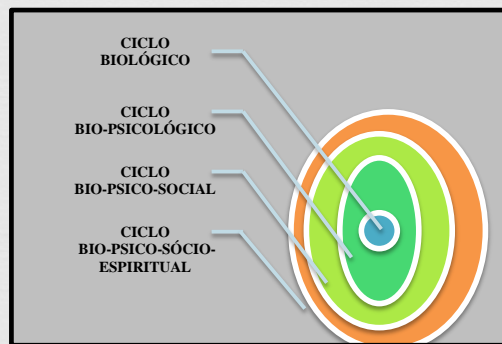 CICLO
BIOLÓGICO
CICLO
BIO-PSICOLÓGICO
CICLO
BIO-PSICO-SOCIAL
CICLO
BIO-PSICO-SÓCIO-
ESPIRITUAL